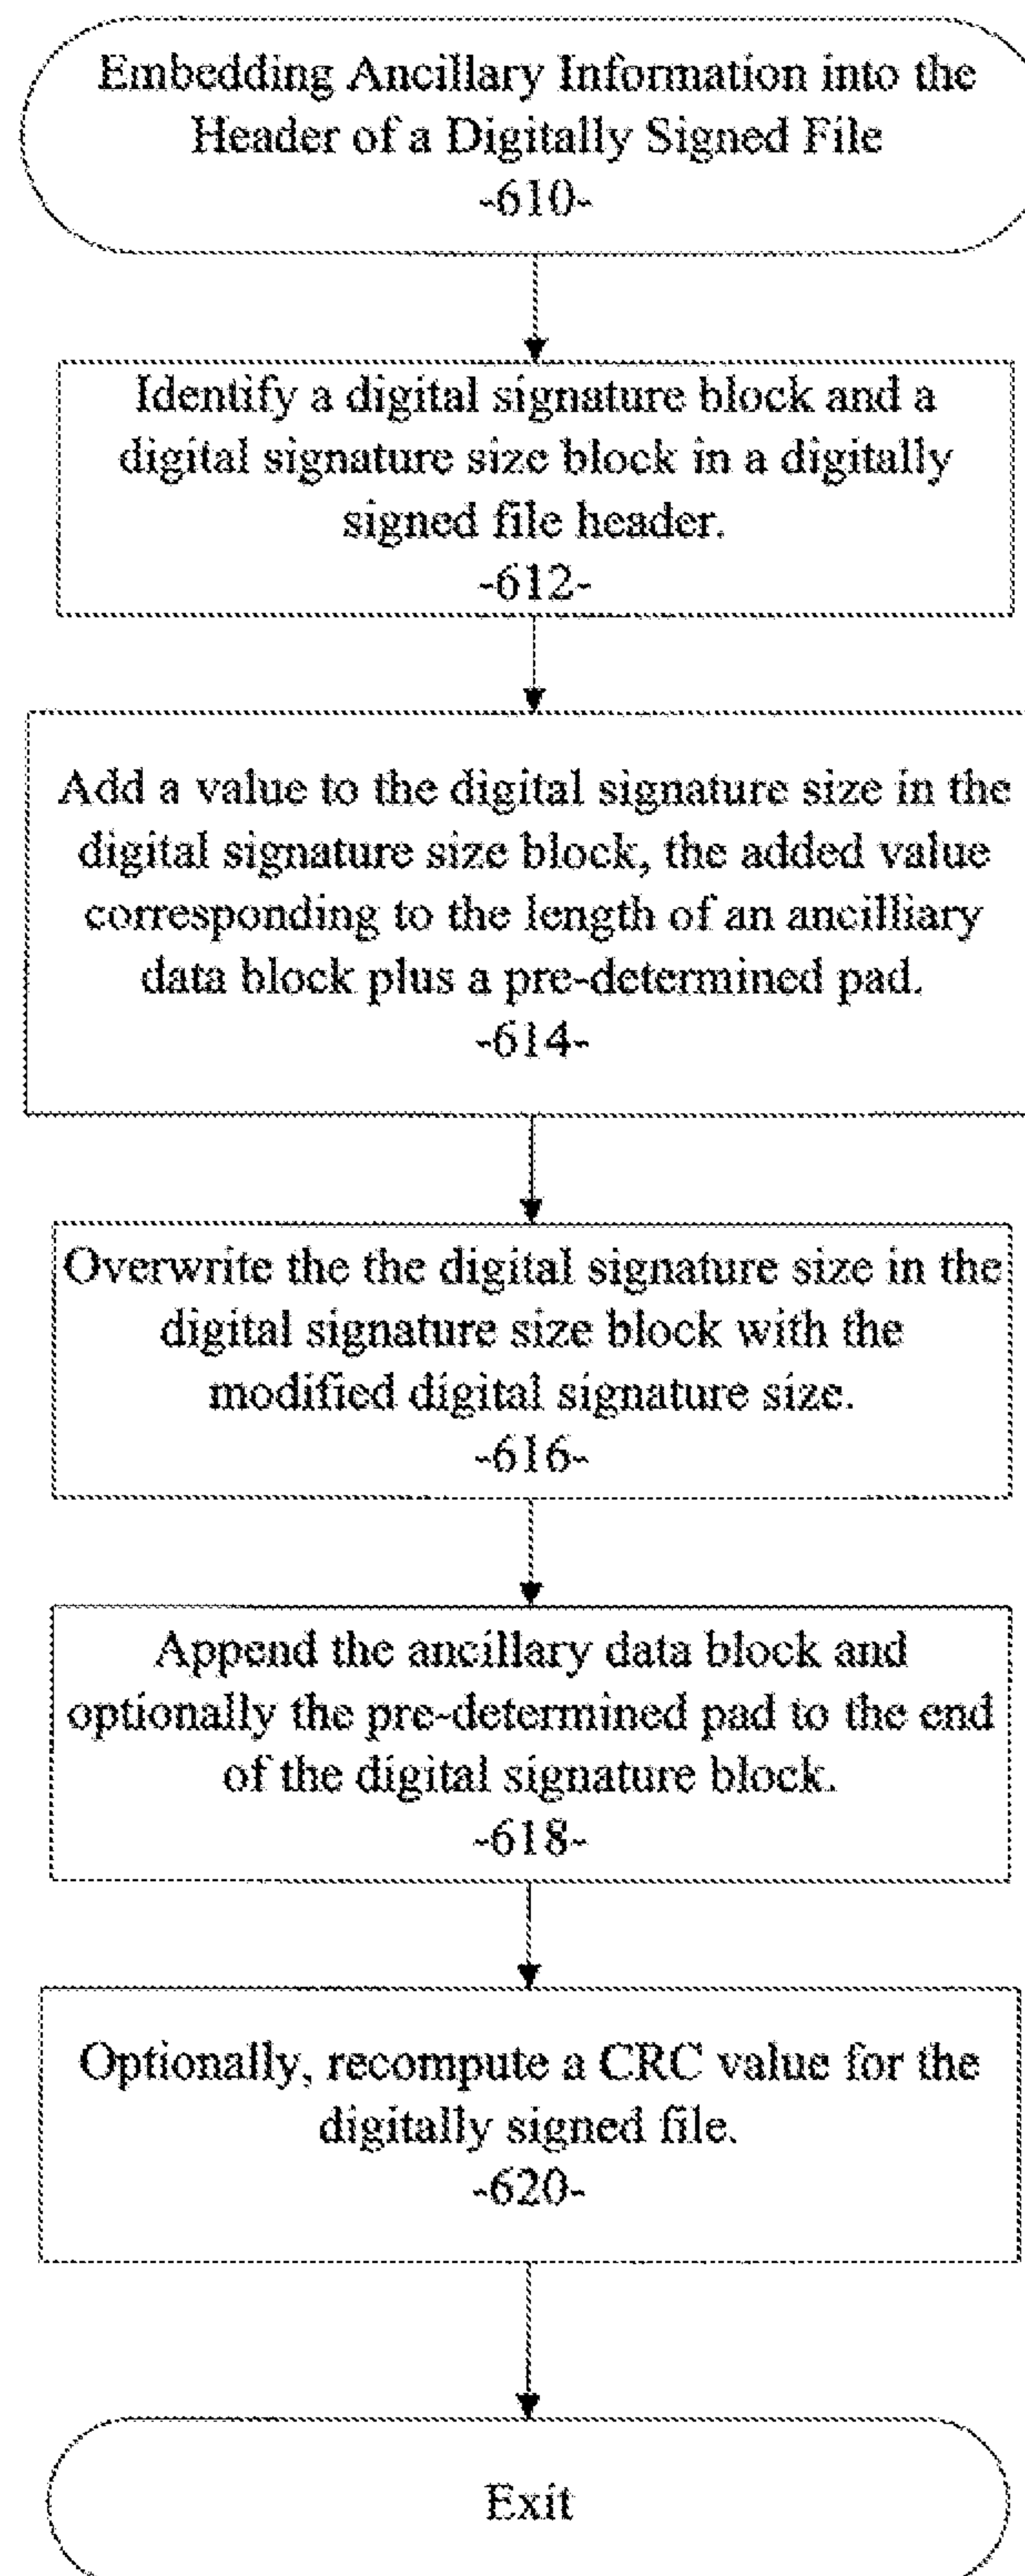 Embedding Ancillary Information into the
Header of a Digitally Signed File
-610-
Identify a digital signature block and a
digital signature size block in a digitally
signed file header.
-612-
Add a value to the digital signature size in the
digital signature size block, the added value
corresponding to the length of an ancilliary
data block plus a pre-determined pad.
-614-
Overwrite the the digital signature size in the
digital signature size block with the
modified digital signature size.
-616-
Append the ancillary data block and
optionally the pre-determined pad to the end
of the digital signature block.
-618-
Optionally, recompute a CRC value for the
digitally signed file.
-620-
Exit